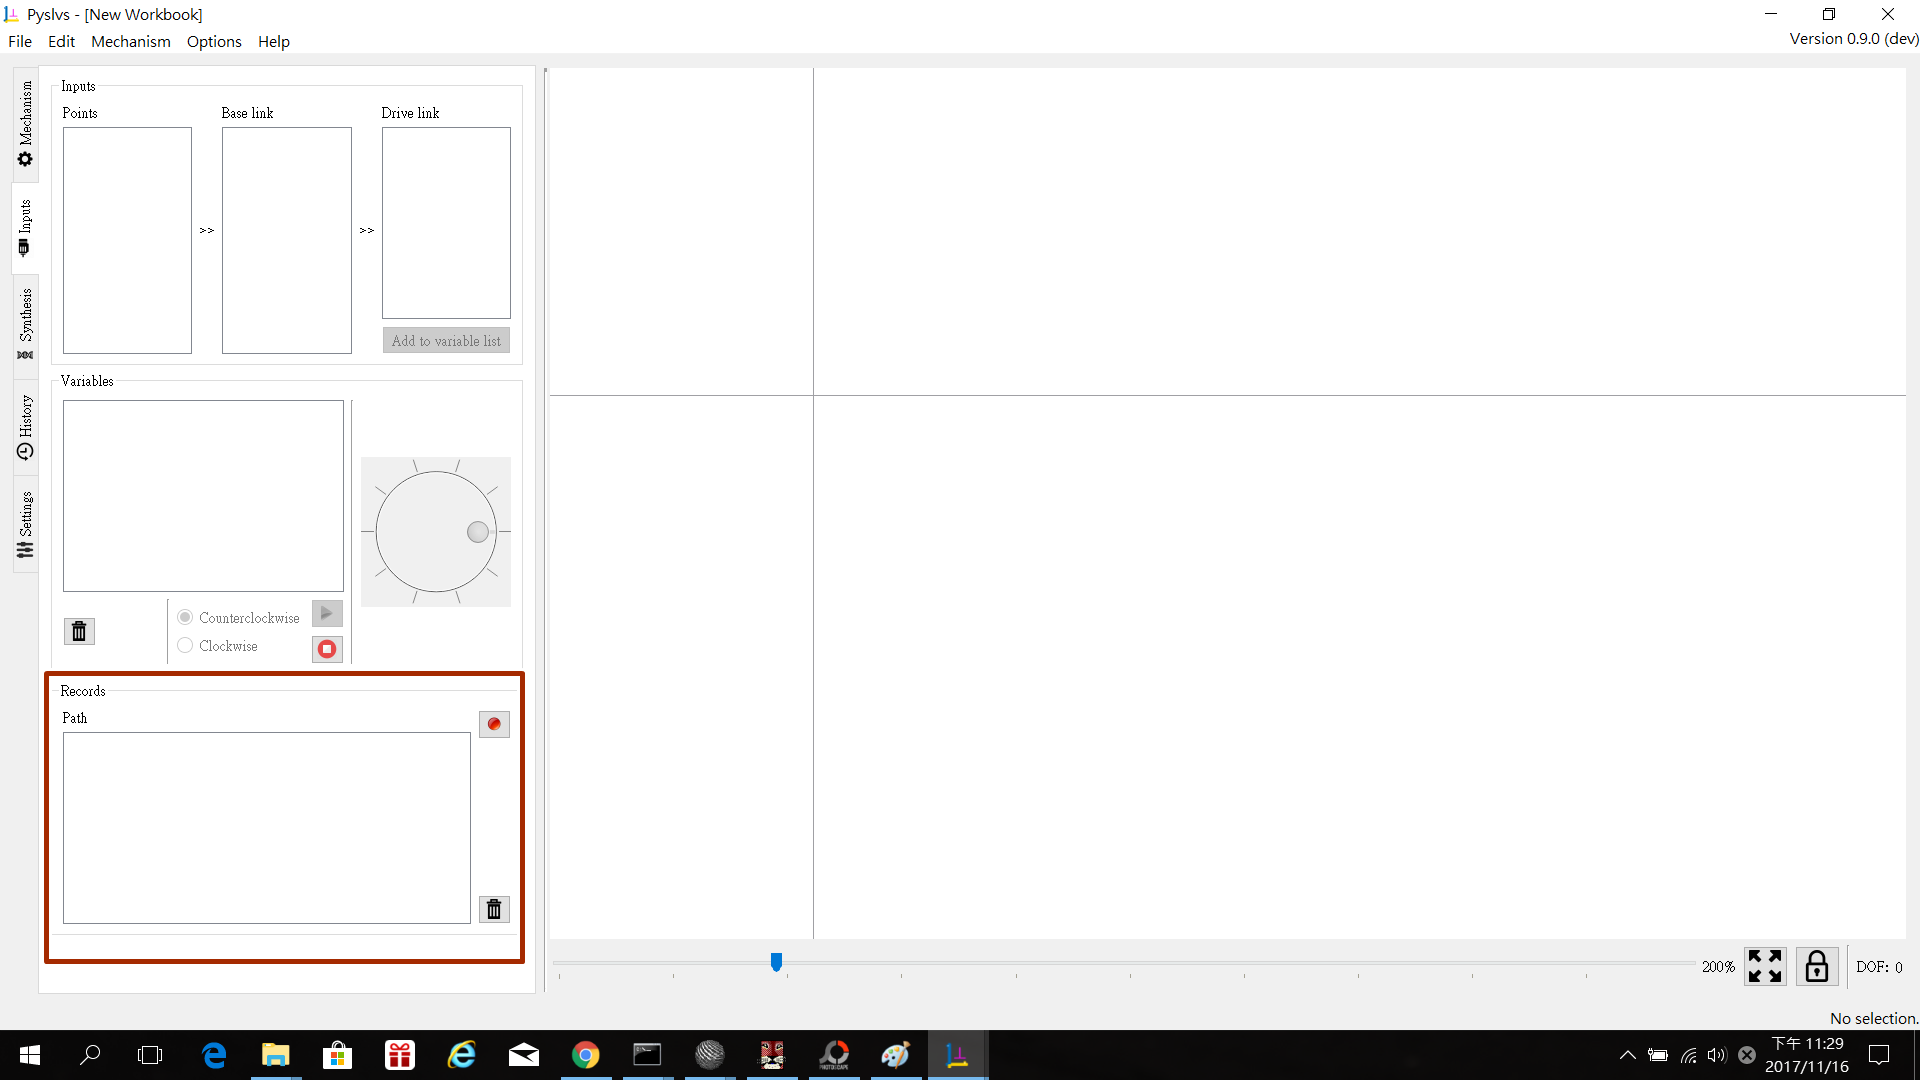 Pyslvs - [New Workbook]
File Edit Mechanism Options Help
Version 0.9.0 (dev)
Mechanism
Inputs
Synthesis
History
Settings
Inputs
Points Base link Drive link
>> >>
Add to variable list
Variables
Counterclockwise
Clockwise
Records
Path
200%
DOF: 0
No selection.
PHOTOSCAPE
下午 11:29
2017/11/16